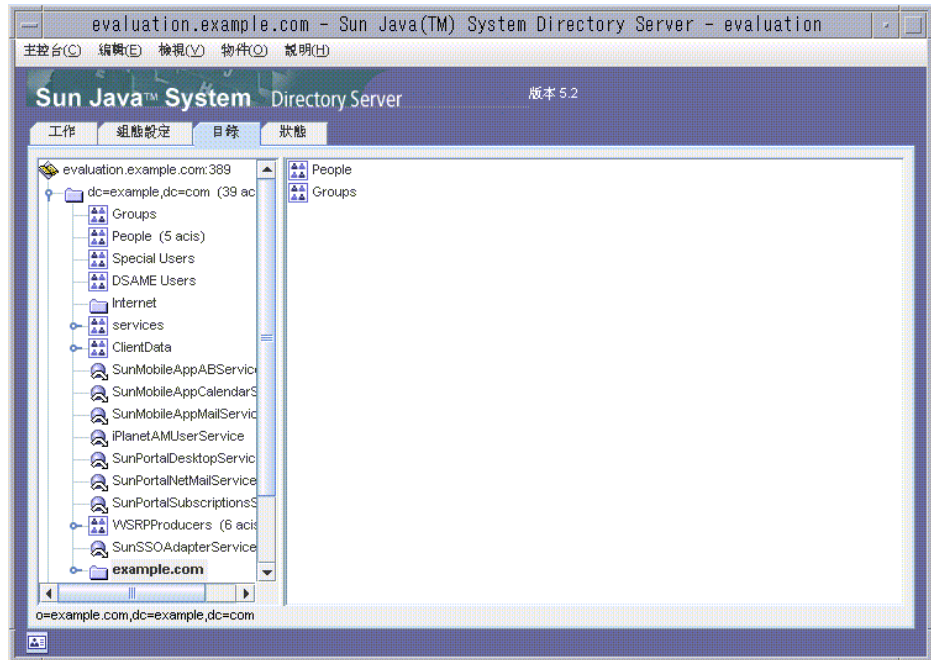 evaluation.example.com - Sun Java(TM) System Directory Server - evaluation
主控台(C) 編輯(E) 檢視(V) 物件(O) 說明(H)
Sun Java™ System Directory Server
版本 5.2
工作 組態設定 目錄 狀態
evaluation.example.com:389
dc=example,dc=com (39 ac
Groups
People (5 acis)
Special Users
DSAME Users
Internet
services
ClientData
SunMobileAppABServic
SunMobileAppCalendarS
SunMobileAppMailServic
iPlanetAMUserService
SunPortalDesktopServic
SunPortalNetMailService
SunPortalSubscriptionsS
WSRPProducers (6 acis
SunSSOAdapterService
example.com
People
Groups
o=example.com,dc=example,dc=com